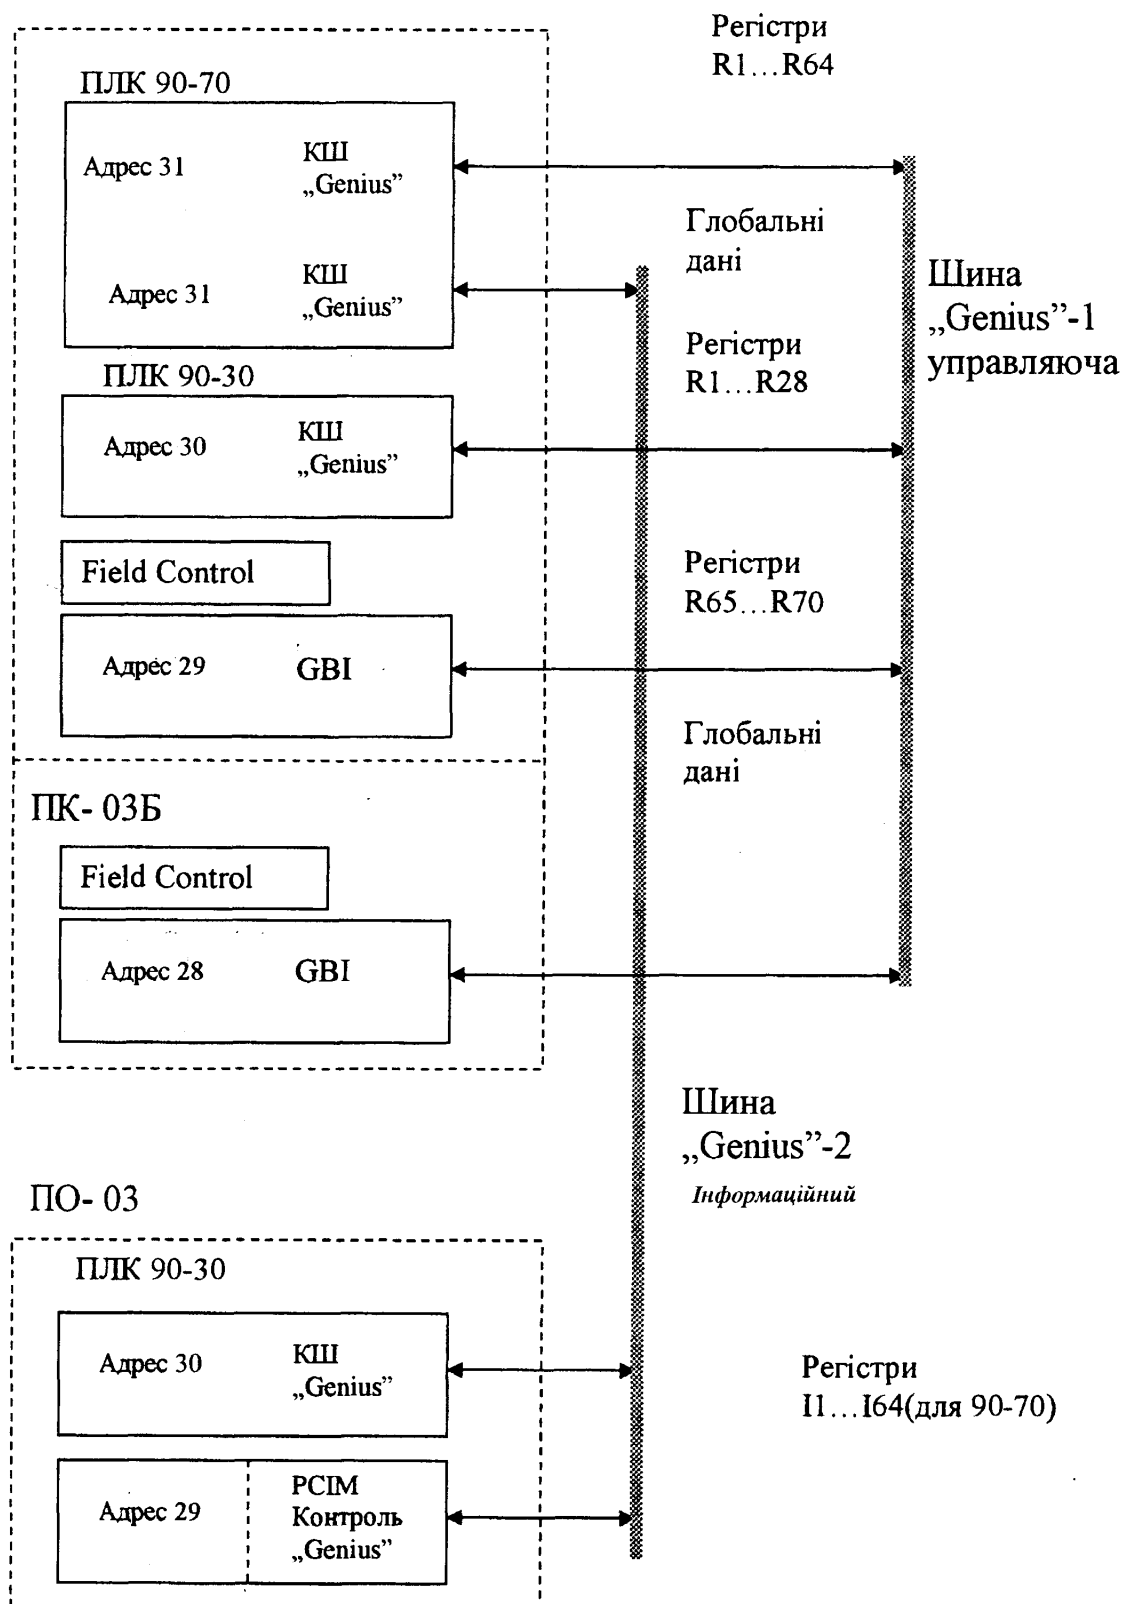 Регістри
R1...R64
ПЛК 90-70
Адрес 31
КШ
„Genius”
Адрес 31
КШ
„Genius”
Глобальні
дані
Шина
„Genius”-1
управляюча
Регістри
R1...R28
ПЛК 90-30
Адрес 30
КШ
„Genius”
Field Control
Регістри
R65...R70
Адрес 29
GBI
Глобальні
дані
ПК- 03Б
Field Control
Адрес 28
GBI
Шина
„Genius”-2
Інформаційний
ПО- 03
ПЛК 90-30
Адрес 30
КШ
„Genius”
Регістри
I1...I64(для 90-70)
Адрес 29
PCIM
Контроль
„Genius”